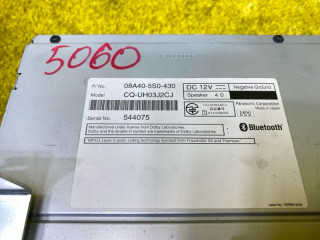 5060
P/ No. 08A40-5S0-430
Model CQ-UH03J2CJ
Serial No. 544075
DC 12V
Negative Ground
Speaker 4 Ω
Panasonic Corporation
Made in Japan
Manufactured under license from Dolby Laboratories.
Dolby and the double-D symbol are trademarks of Dolby Laboratories.
MPEG Layer-3 audio coding technology licensed from Fraunhofer IIS and Thomson.
Bluetooth